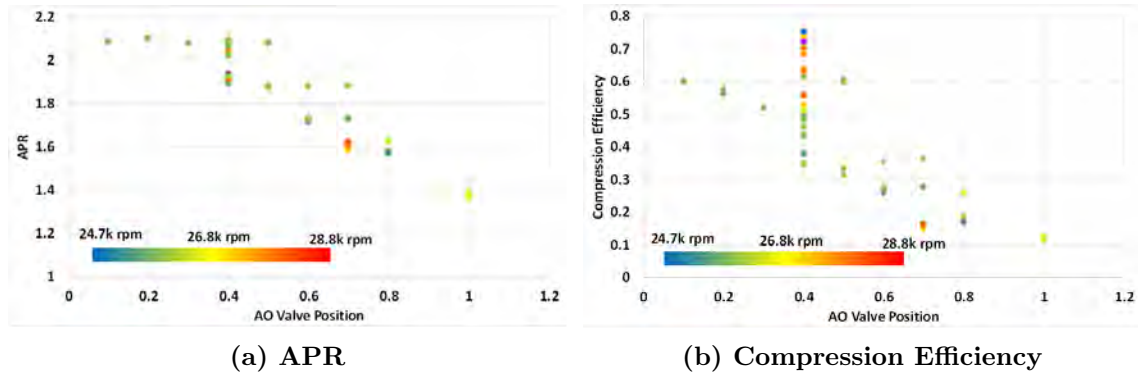 2.2
2
1.8
1.6
1.4
1.2
1
APR
24.7k rpm 26.8k rpm 28.8k rpm
0 0.2 0.4 0.6 0.8 1 1.2
AO Valve Position
(a) APR
0.8
0.7
0.6
0.5
0.4
0.3
0.2
0.1
0
Compression Efficiency
24.7k rpm 26.8k rpm 28.8k rpm
0 0.2 0.4 0.6 0.8 1 1.2
AO Valve Position
(b) Compression Efficiency